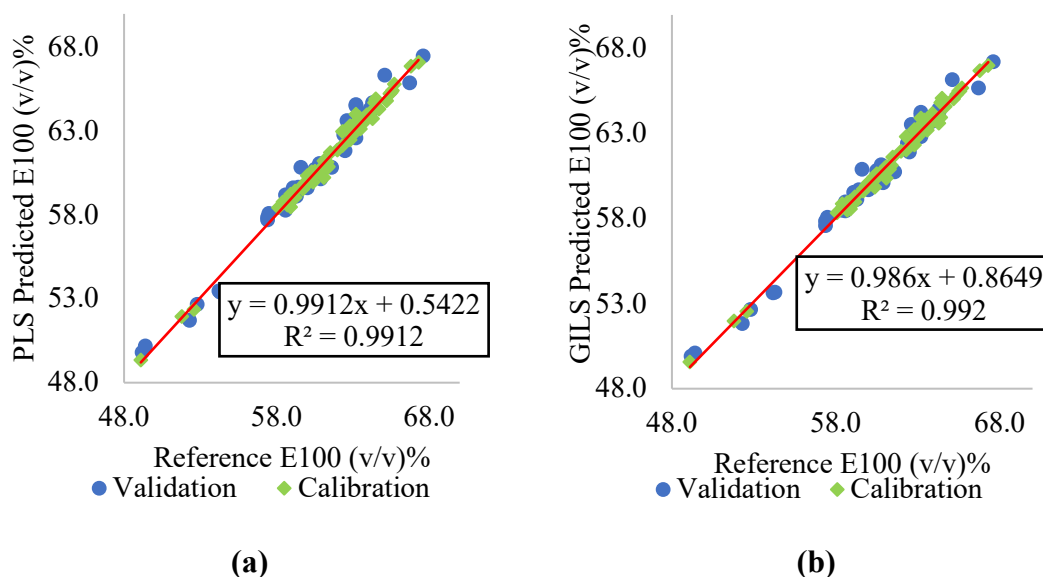 PLS Predicted E100 (v/v)%
68.0
63.0
58.0
53.0
48.0
y = 0.9912x + 0.5422
R² = 0.9912
48.0 58.0 68.0
Reference E100 (v/v)%
Validation Calibration
(a)
GILS Predicted E100 (v/v)%
68.0
63.0
58.0
53.0
48.0
y = 0.986x + 0.8649
R² = 0.992
48.0 58.0 68.0
Reference E100 (v/v)%
Validation Calibration
(b)